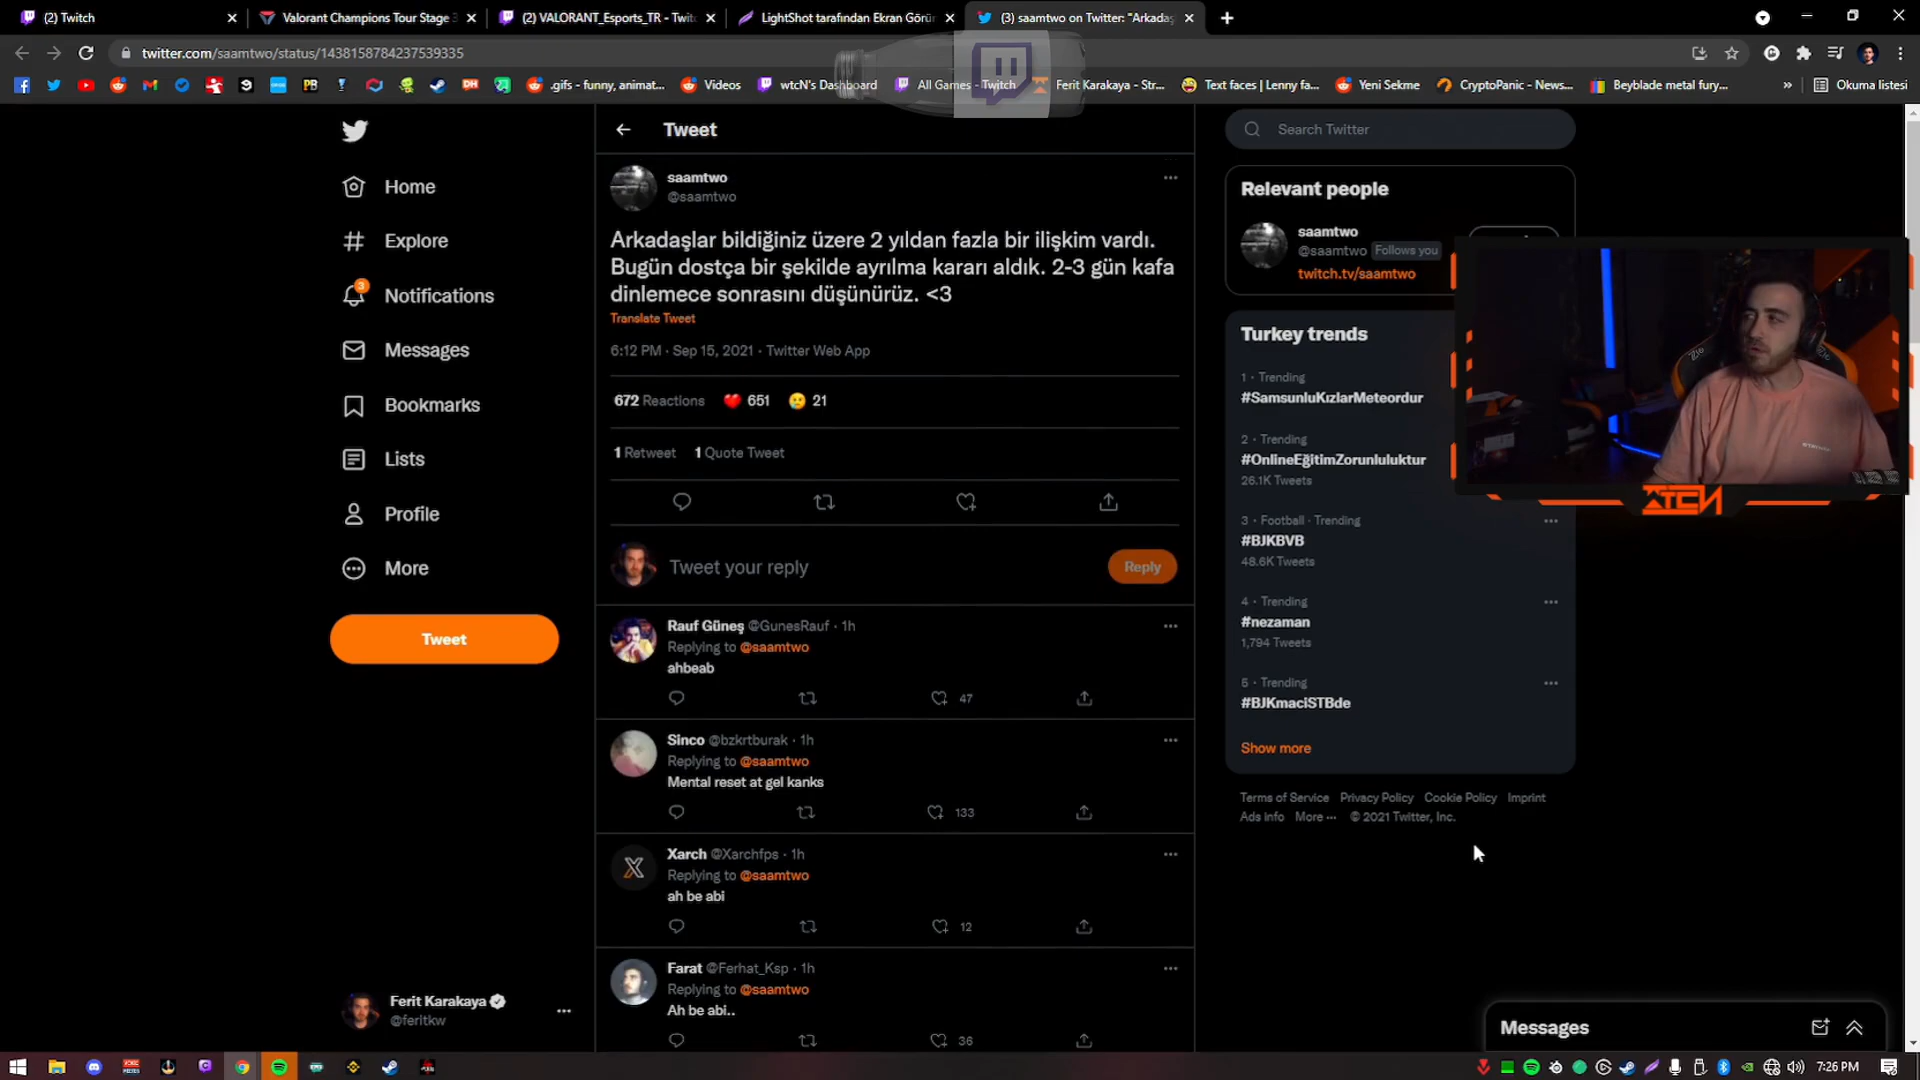 (2) Twitch
Valorant Champions Tour Stage 3
(2) VALORANT_Esports_TR - Twitc
LightShot tarafından Ekran Görün
(3) saamtwo on Twitter: "Arkadaş
twitter.com/saamtwo/status/1438158784237539335
.gifs - funny, animat...
Videos
wtcN's Dashboard
All Games - Twitch
Ferit Karakaya - Str...
Text faces | Lenny fa...
Yeni Sekme
CryptoPanic - News...
Beyblade metal fury...
»
Okuma listesi
Home
Explore
3
Notifications
Messages
Bookmarks
Lists
Profile
More
Tweet
Ferit Karakaya
@feritkw
Tweet
saamtwo
@saamtwo
Arkadaşlar bildiğiniz üzere 2 yıldan fazla bir ilişkim vardı.
Bugün dostça bir şekilde ayrılma kararı aldık. 2-3 gün kafa
dinlemece sonrasını düşünürüz. <3
Translate Tweet
6:12 PM · Sep 15, 2021 · Twitter Web App
672 Reactions 651 21
1 Retweet 1 Quote Tweet
Tweet your reply
Reply
Rauf Güneş @GunesRauf · 1h
Replying to @saamtwo
ahbeab
47
Sinco @bzkrtburak · 1h
Replying to @saamtwo
Mental reset at gel kanks
133
Xarch @Xarchfps · 1h
Replying to @saamtwo
ah be abi
12
Farat @Ferhat_Ksp · 1h
Replying to @saamtwo
Ah be abi..
36
Search Twitter
Relevant people
saamtwo
@saamtwo Follows you
twitch.tv/saamtwo
Turkey trends
1 · Trending
#SamsunluKızlarMeteordur
2 · Trending
#OnlineEğitimZorunluluktur
26.1K Tweets
3 · Football · Trending
#BJKBVB
48.6K Tweets
4 · Trending
#nezaman
1,794 Tweets
5 · Trending
#BJKmaciSTBde
Show more
Terms of Service Privacy Policy Cookie Policy Imprint
Ads info More ··· © 2021 Twitter, Inc.
WTCN
Messages
7:26 PM